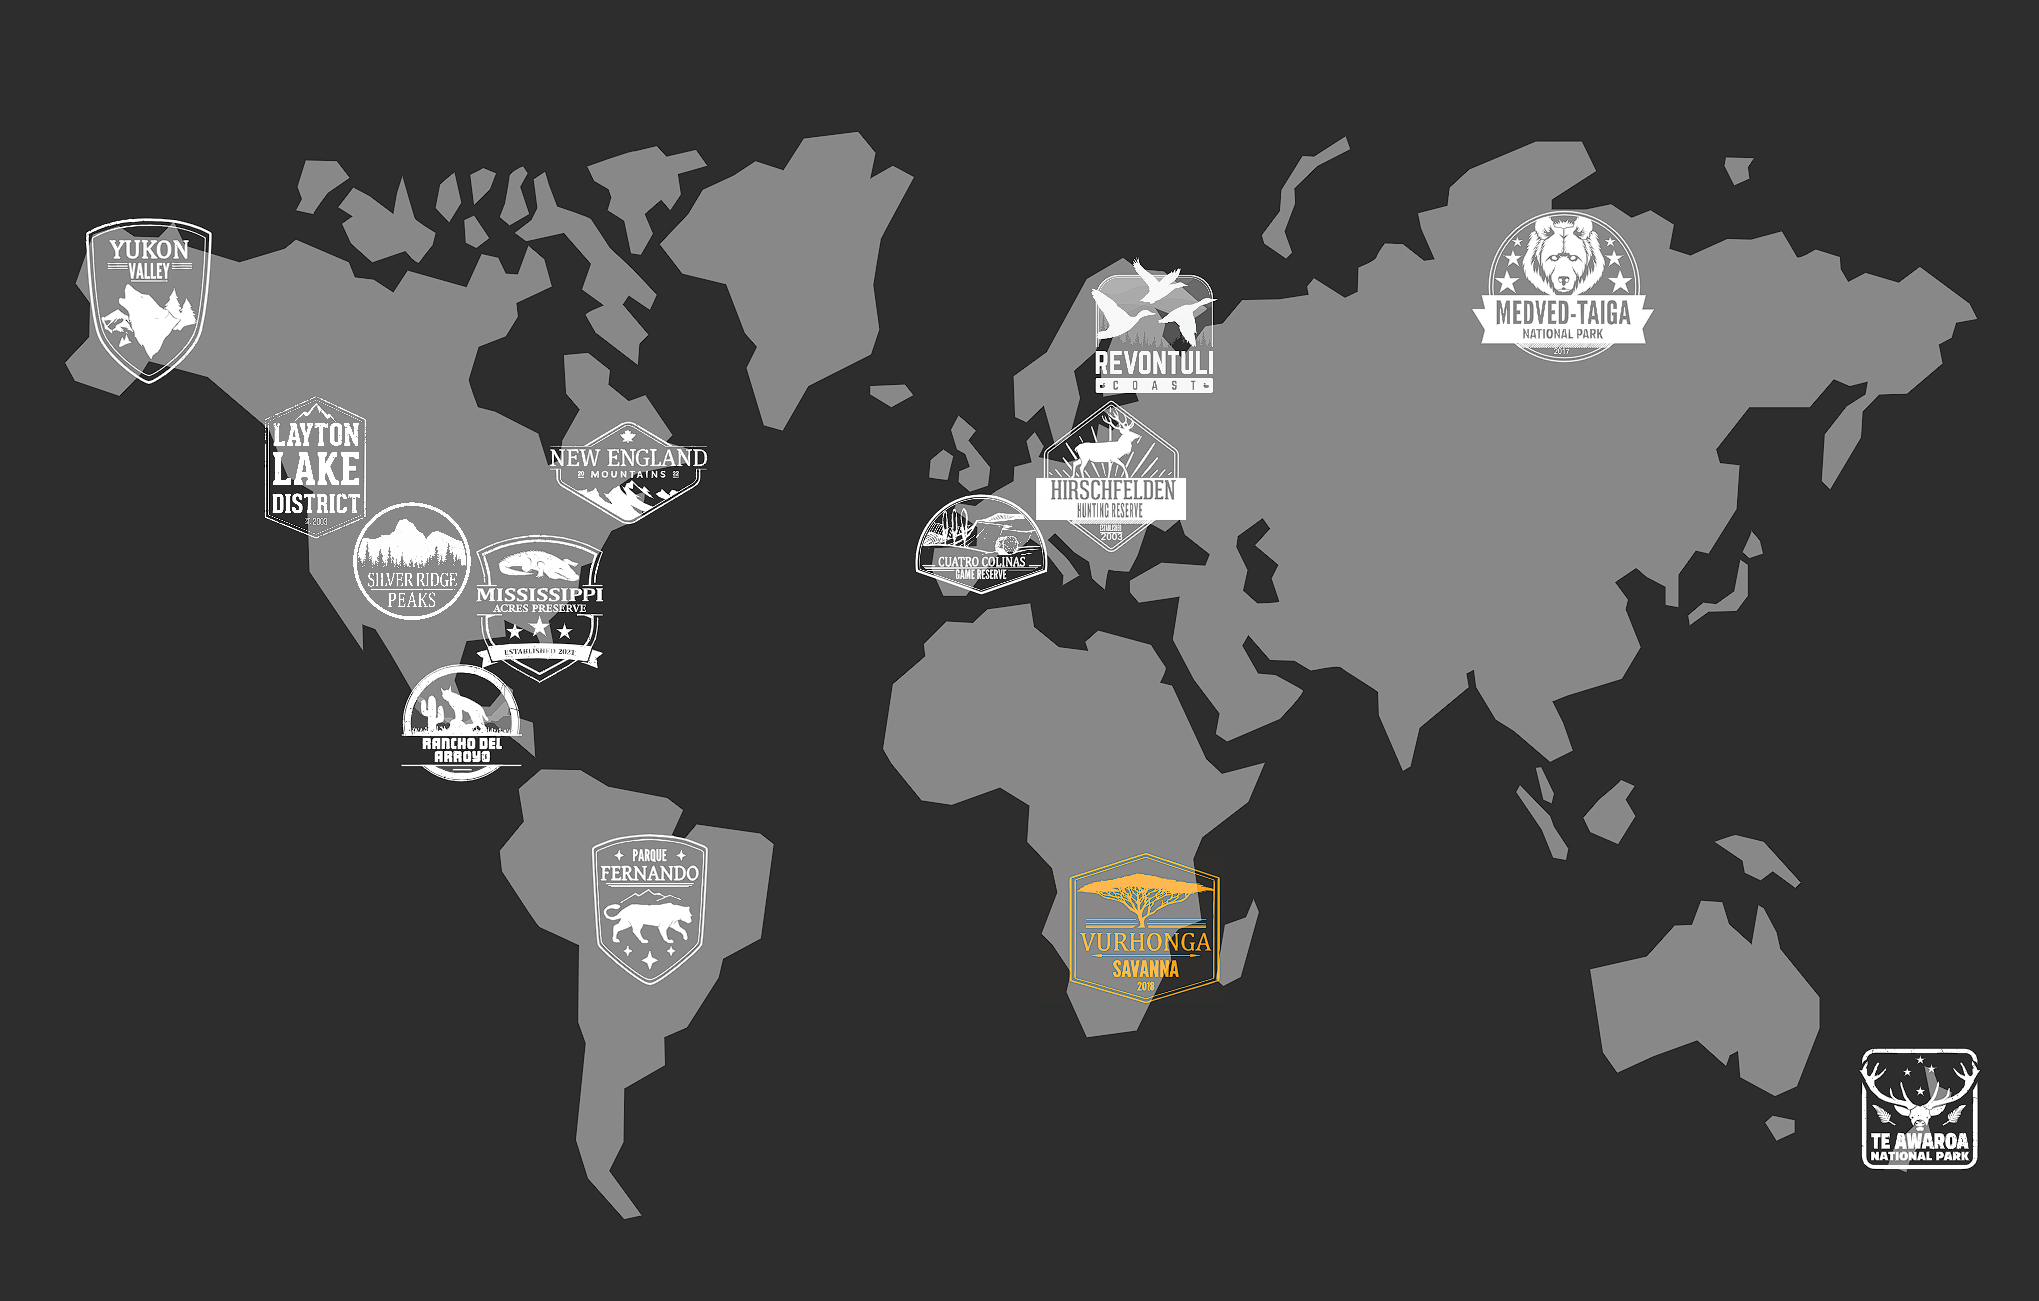 YUKON
VALLEY
LAYTON
LAKE
DISTRICT
2003
NEW ENGLAND
20 MOUNTAINS 22
SILVER RIDGE
PEAKS
MISSISSIPPI
ACRES PRESERVE
ESTABLISHED 2021
RANCHO DEL
ARROYO
PARQUE
FERNANDO
REVONTULI
COAST
HIRSCHFELDEN
HUNTING RESERVE
ESTABLISHED
2003
CUATRO COLINAS
GAME RESERVE
MEDVED-TAIGA
NATIONAL PARK
2017
VURHONGA
SAVANNA
2018
TE AWAROA
NATIONAL PARK